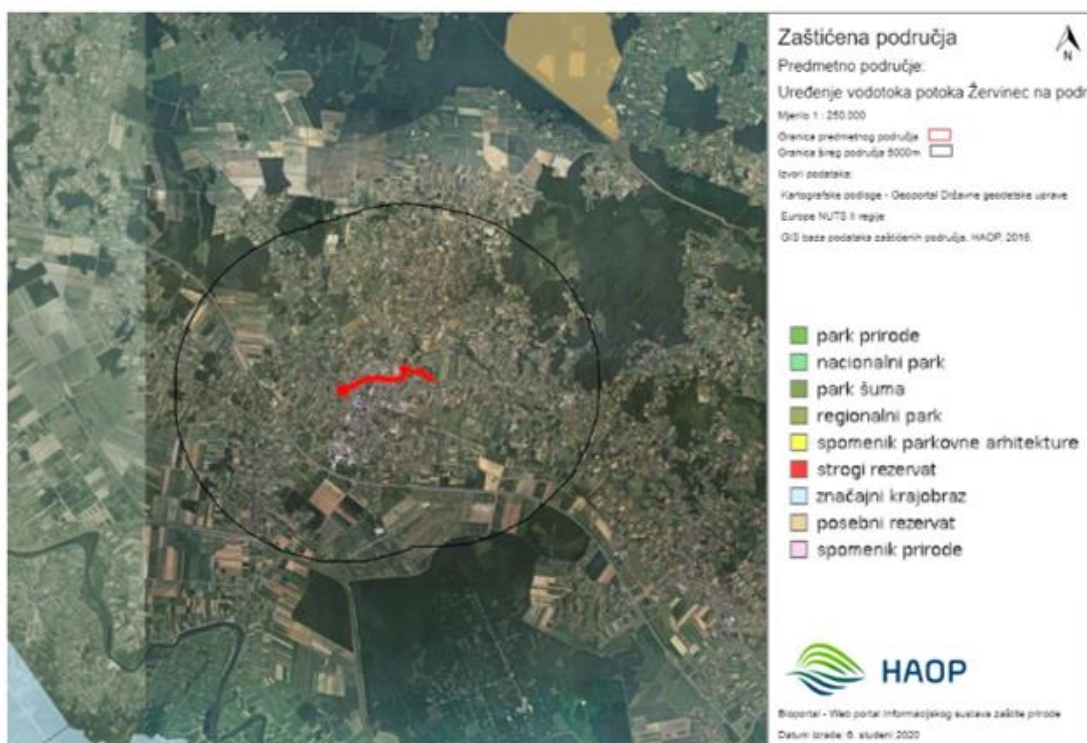 Zaštićena područja
N
Predmetno područje:
Uređenje vodotoka potoka Žervinec na podr
Mjerilo 1 : 250.000
Granica predmetnog područja
Granica šireg područja 5000m
Izvori podataka:
Kartografske podloge - Geoportal Državne geodetske uprave
Europe NUTS II regije
GIS baza podataka zaštićenih područja, HAOP,
park prirode
nacionalni park
park šuma
regionalni park
spomenik parkovne arhitekture
strogi rezervat
značajni krajobraz
posebni rezervat
spomenik prirode
HAOP
Bioportal - Web portal Informacijskog sustava zaštite prirode
Datum izrade: 6. studeni 2020